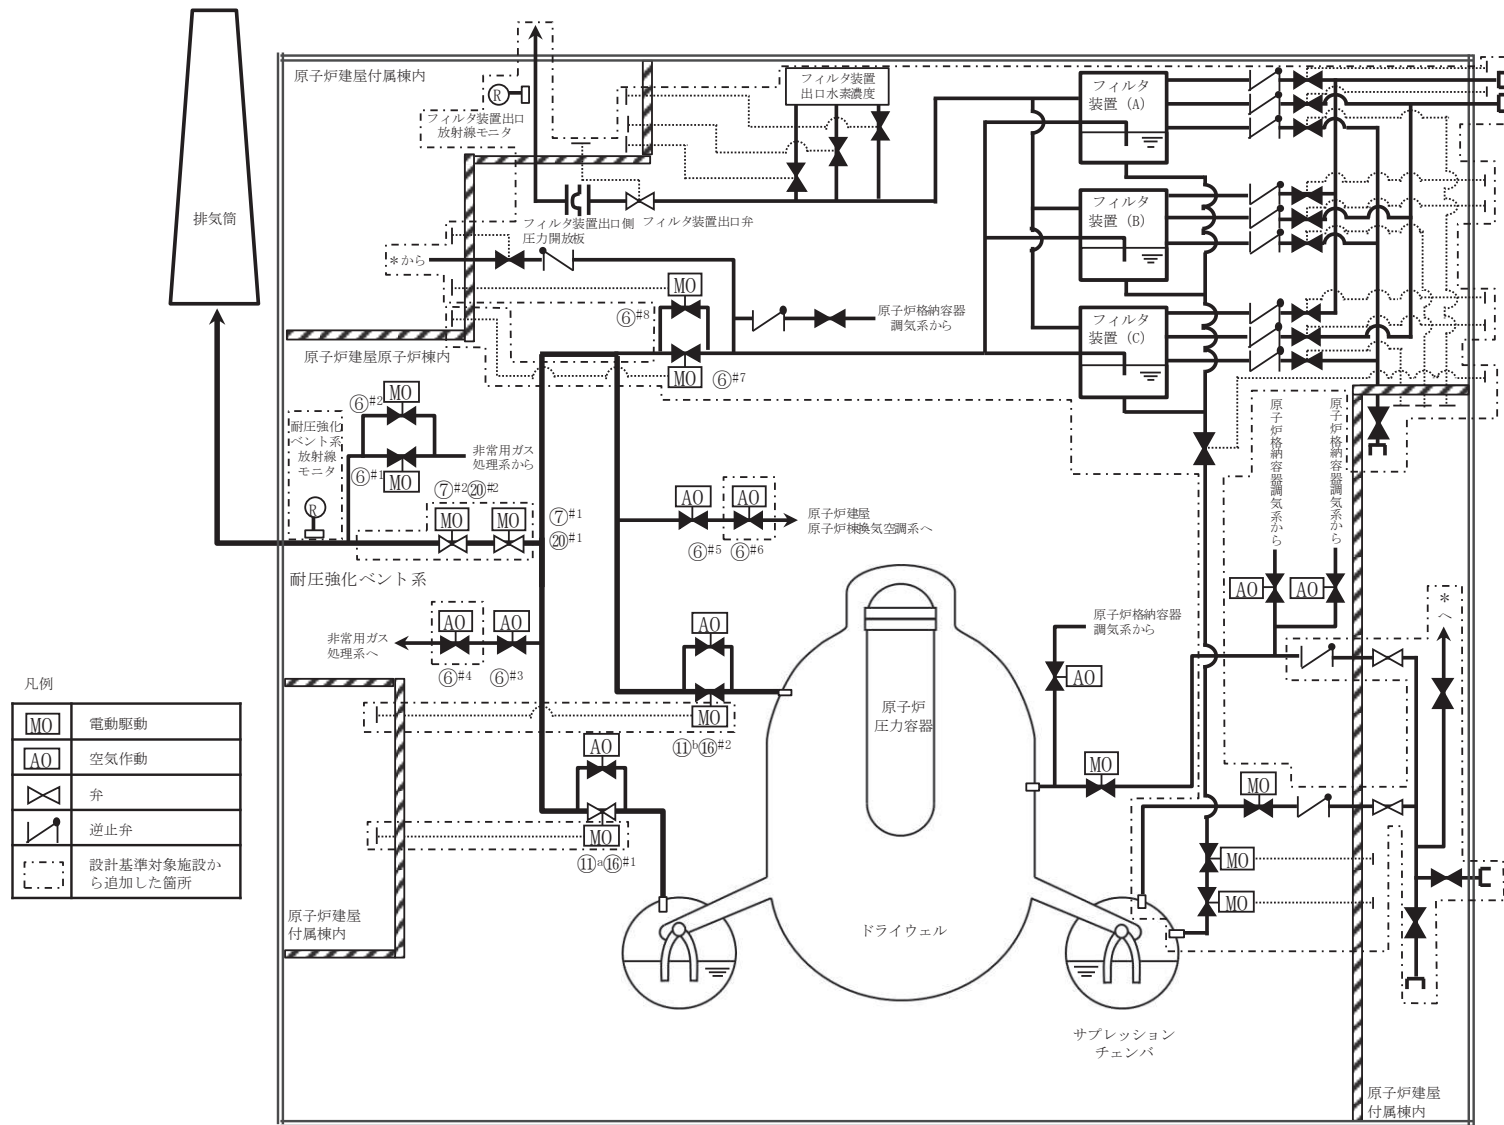 原子炉建屋付属棟内
R
フィルタ装置出口
放射線モニタ
フィルタ装置
出口水素濃度
フィルタ
装置 (A)
排気筒
フィルタ装置出口側
圧力開放板
フィルタ装置出口弁
フィルタ
装置 (B)
*から
MO
⑥#8
原子炉格納容器
調気系から
フィルタ
装置 (C)
原子炉建屋原子炉棟内
MO
⑥#7
⑥#2
MO
耐圧強化
ベント系
放射線
モニタ
R
⑥#1
MO
非常用ガス
処理系から
⑦#2⑳#2
MO
MO
⑦#1
⑳#1
AO
AO
⑥#5
⑥#6
原子炉建屋
原子炉棟換気空調系へ
原子炉格納容器調気系から
原子炉格納容器調気系から
耐圧強化ベント系
AO
AO
*へ
非常用ガス
処理系へ
AO
AO
⑥#4
⑥#3
AO
原子炉格納容器
調気系から
AO
凡例
MO
電動駆動
AO
空気作動
弁
逆止弁
設計基準対象施設か
ら追加した箇所
MO
⑪b⑯#2
原子炉
圧力容器
AO
MO
MO
MO
⑪a⑯#1
MO
MO
原子炉建屋
付属棟内
ドライウェル
サプレッション
チェンバ
原子炉建屋
付属棟内